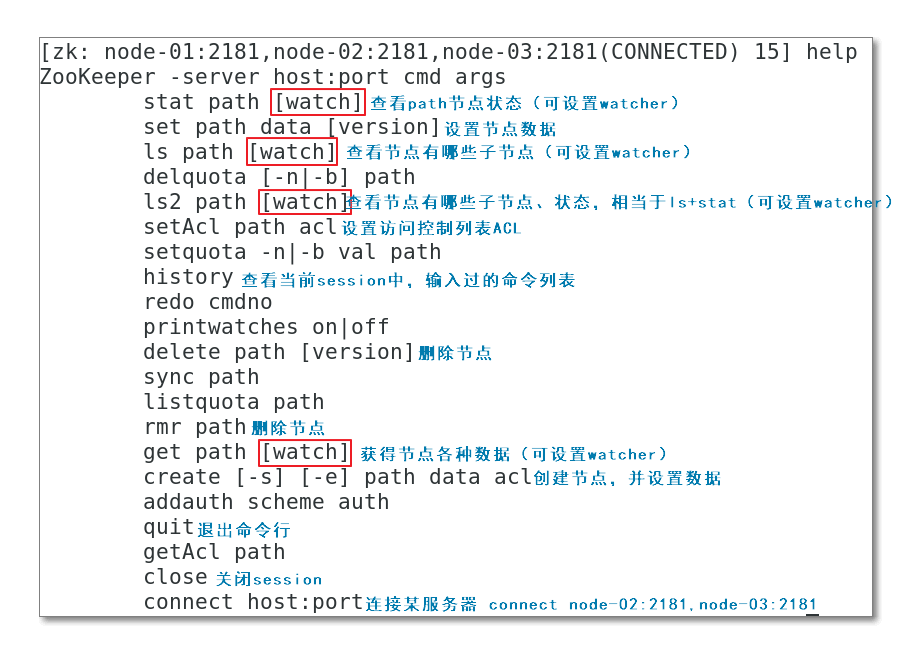 [zk: node-01:2181,node-02:2181,node-03:2181(CONNECTED) 15] help
ZooKeeper -server host:port cmd args
stat path [watch] 查看path节点状态（可设置watcher）
set path data [version] 设置节点数据
ls path [watch] 查看节点有哪些子节点（可设置watcher）
delquota [-n|-b] path
ls2 path [watch] 查看节点有哪些子节点、状态，相当于ls+stat（可设置watcher）
setAcl path acl 设置访问控制列表ACL
setquota -n|-b val path
history 查看当前session中，输入过的命令列表
redo cmdno
printwatches on|off
delete path [version] 删除节点
sync path
listquota path
rmr path 删除节点
get path [watch] 获得节点各种数据（可设置watcher）
create [-s] [-e] path data acl 创建节点，并设置数据
addauth scheme auth
quit 退出命令行
getAcl path
close 关闭session
connect host:port 连接某服务器 connect node-02:2181,node-03:2181